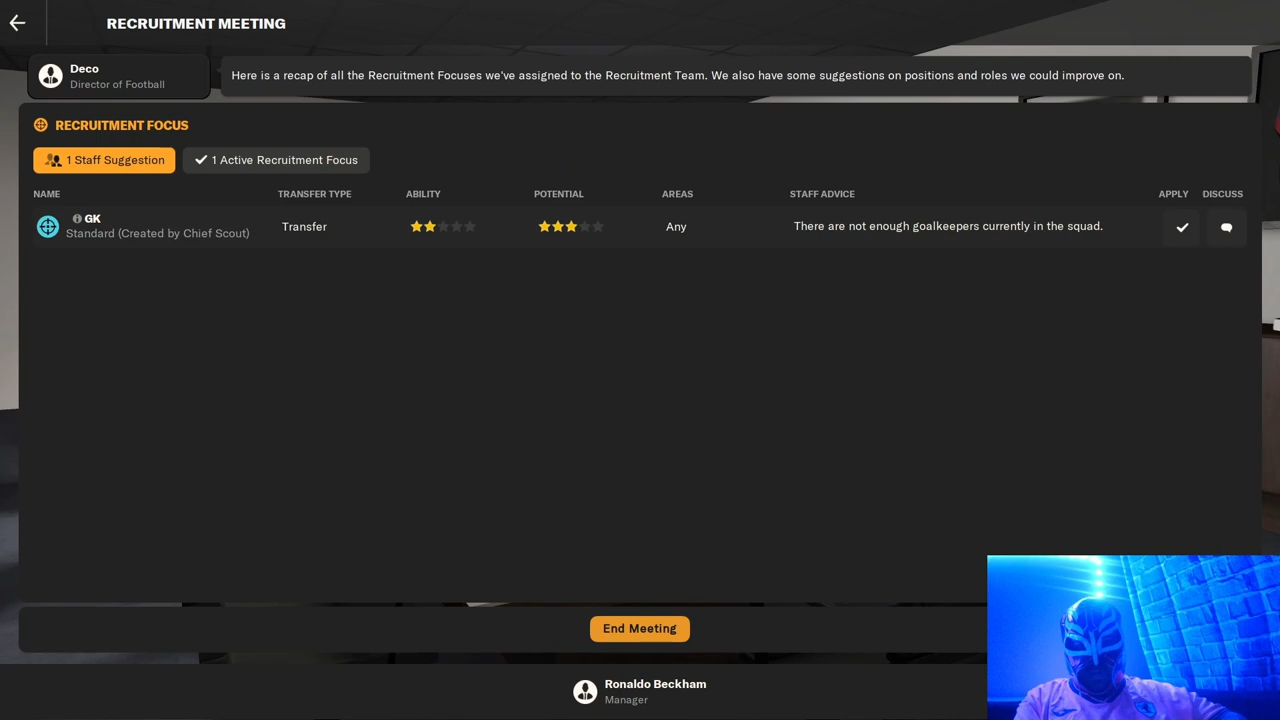 RECRUITMENT MEETING
Deco
Director of Football
Here is a recap of all the Recruitment Focuses we've assigned to the Recruitment Team. We also have some suggestions on positions and roles we could improve on.
RECRUITMENT FOCUS
1 Staff Suggestion
1 Active Recruitment Focus
NAME TRANSFER TYPE ABILITY POTENTIAL AREAS STAFF ADVICE APPLY DISCUSS
GK
Standard (Created by Chief Scout) Transfer Any There are not enough goalkeepers currently in the squad.
End Meeting
Ronaldo Beckham
Manager